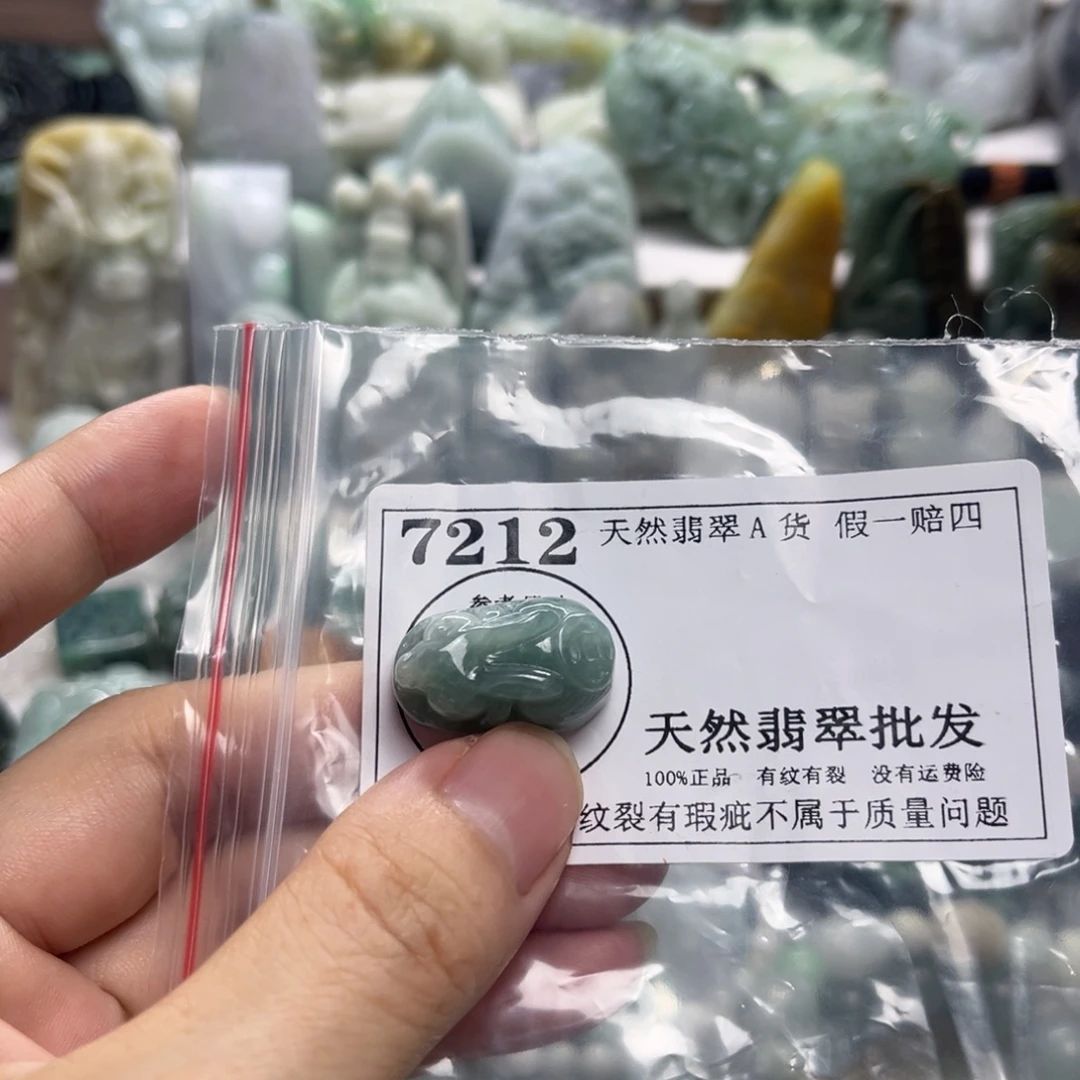 7212 天然翡翠A货 假一赔四
天然翡翠批发
100%正品 有纹有裂 没有运费险
纹裂有瑕疵不属于质量问题